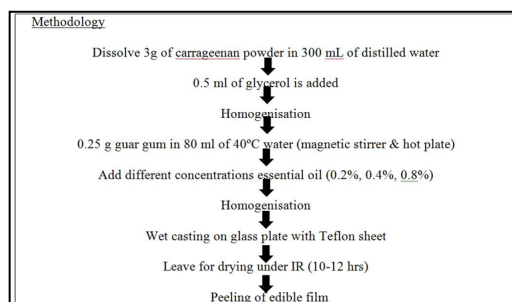 Methodology
Dissolve 3g of carrageenan powder in 300 mL of distilled water
0.5 ml of glycerol is added
Homogenisation
0.25 g guar gum in 80 ml of 40ºC water (magnetic stirrer & hot plate)
Add different concentrations essential oil (0.2%, 0.4%, 0.8%)
Homogenisation
Wet casting on glass plate with Teflon sheet
Leave for drying under IR (10-12 hrs)
Peeling of edible film